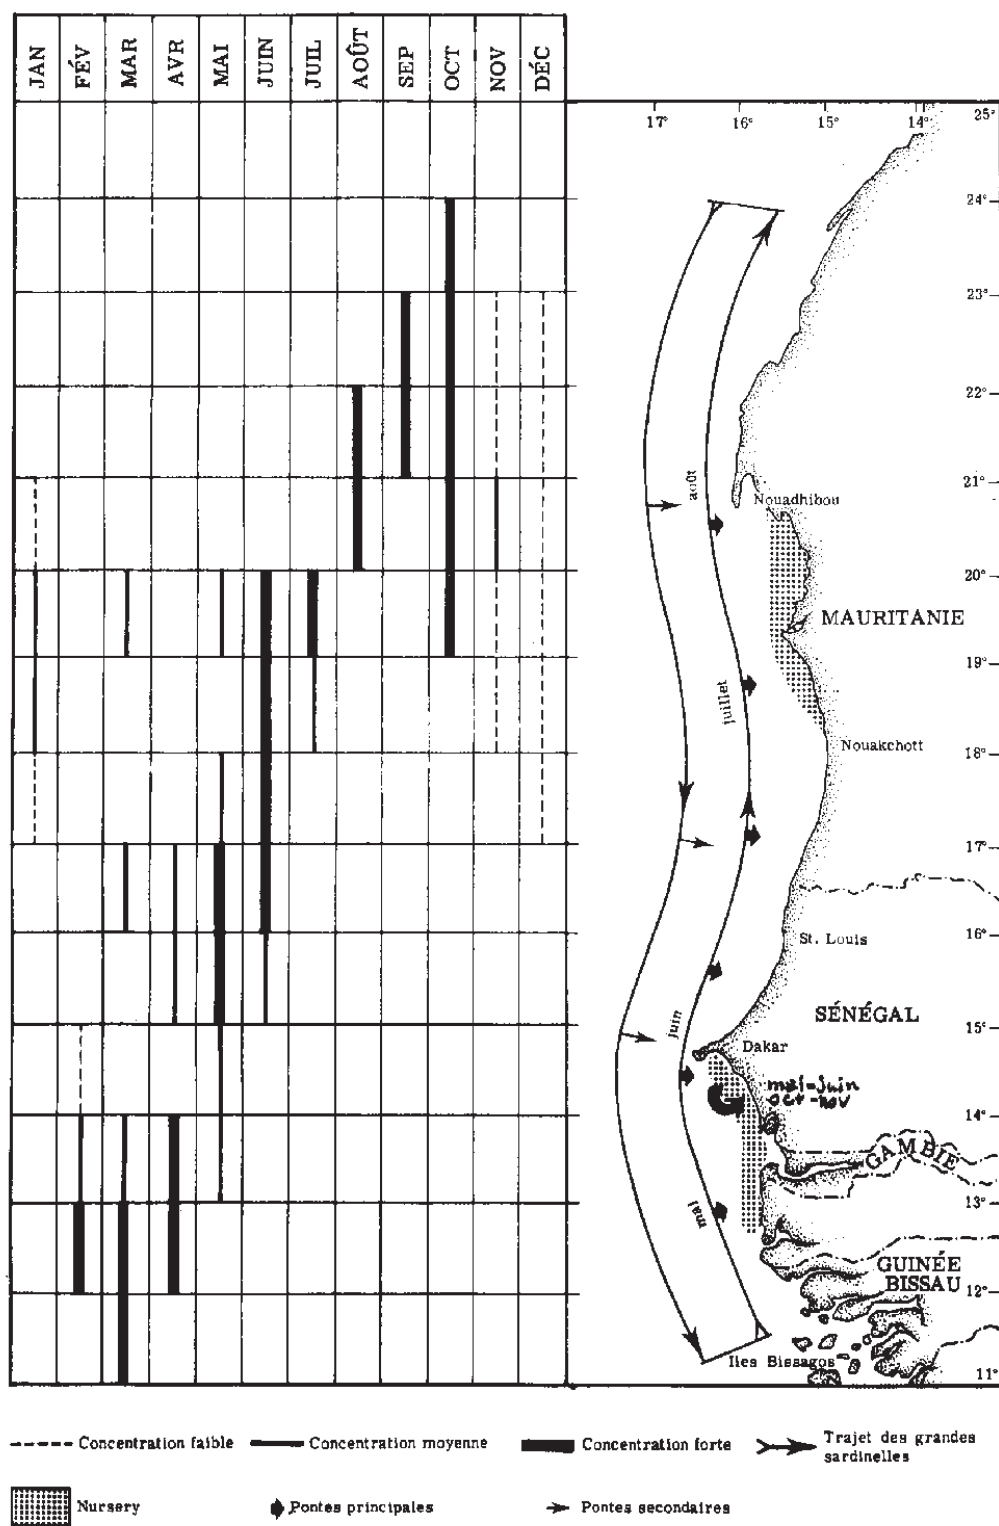 JAN FÉV MAR AVR MAI JUIN JUIL AOÛT SEP OCT NOV DÉC
17° 16° 15° 14° 25°
24°
23°
22°
21°
août
Nouadhibou
20°
MAURITANIE
19°
juillet
Nouakchott
18°
17°
16°
St. Louis
SÉNÉGAL
15°
juin
Dakar
mai-juin
oct-nov
14°
GAMBIE
13°
mai
GUINÉE
BISSAU
12°
Iles Bissagos
11°
Concentration faible
Concentration moyenne
Concentration forte
Trajet des grandes
sardinelles
Nursery
Pontes principales
Pontes secondaires